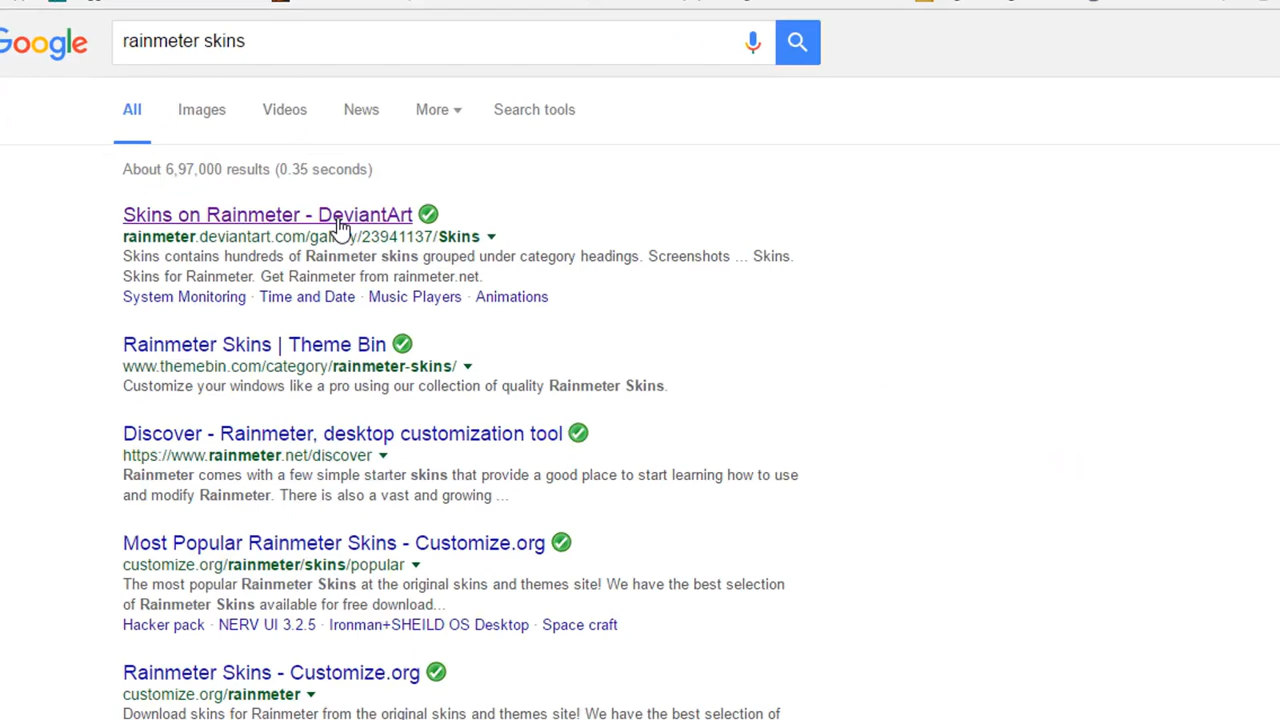 Google rainmeter skins
All Images Videos News More Search tools
About 6,97,000 results (0.35 seconds)
Skins on Rainmeter - DeviantArt
rainmeter.deviantart.com/gallery/23941137/Skins
Skins contains hundreds of Rainmeter skins grouped under category headings. Screenshots ... Skins.
Skins for Rainmeter. Get Rainmeter from rainmeter.net.
System Monitoring · Time and Date · Music Players · Animations
Rainmeter Skins | Theme Bin
www.themebin.com/category/rainmeter-skins/
Customize your windows like a pro using our collection of quality Rainmeter Skins.
Discover - Rainmeter, desktop customization tool
https://www.rainmeter.net/discover
Rainmeter comes with a few simple starter skins that provide a good place to start learning how to use
and modify Rainmeter. There is also a vast and growing ...
Most Popular Rainmeter Skins - Customize.org
customize.org/rainmeter/skins/popular
The most popular Rainmeter Skins at the original skins and themes site! We have the best selection
of Rainmeter Skins available for free download...
Hacker pack · NERV UI 3.2.5 · Ironman+SHEILD OS Desktop · Space craft
Rainmeter Skins - Customize.org
customize.org/rainmeter
Download skins for Rainmeter from the original skins and themes site! We have the best selection of